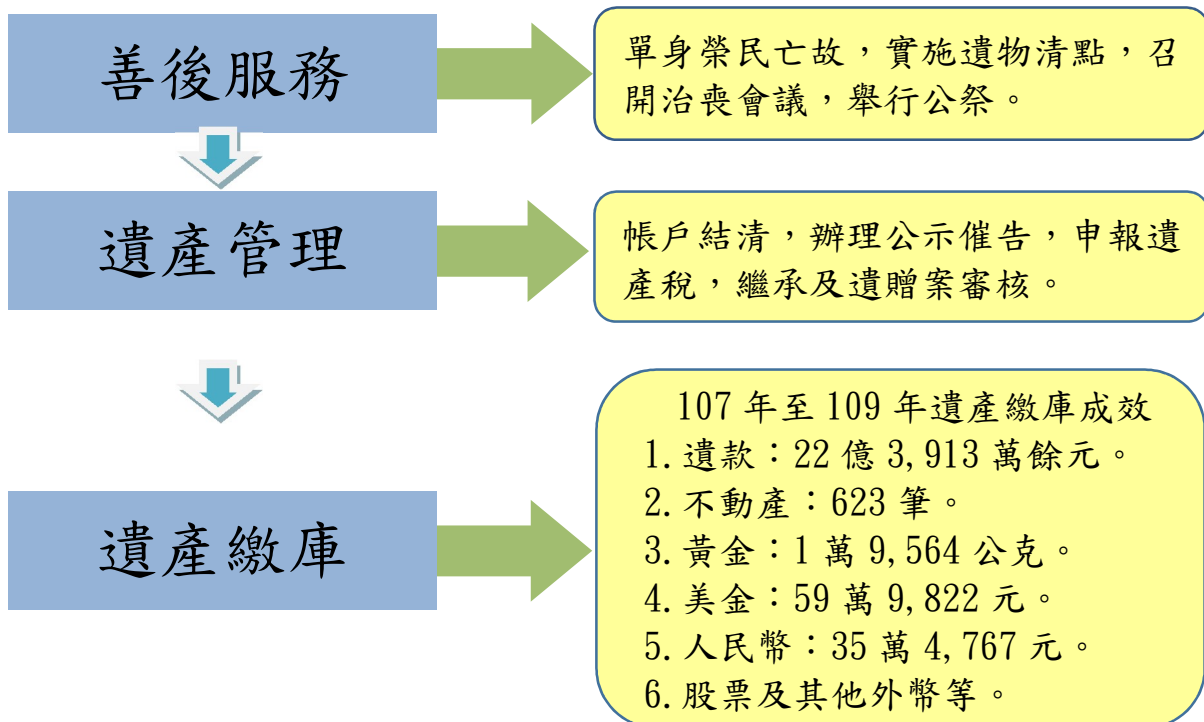 善後服務
單身榮民亡故，實施遺物清點，召
開治喪會議，舉行公祭。
遺產管理
帳戶結清，辦理公示催告，申報遺
產稅，繼承及遺贈案審核。
遺產繳庫
107 年至 109 年遺產繳庫成效
1. 遺款：22 億 3,913 萬餘元。
2. 不動產：623 筆。
3. 黃金：1 萬 9,564 公克。
4. 美金：59 萬 9,822 元。
5. 人民幣：35 萬 4,767 元。
6. 股票及其他外幣等。